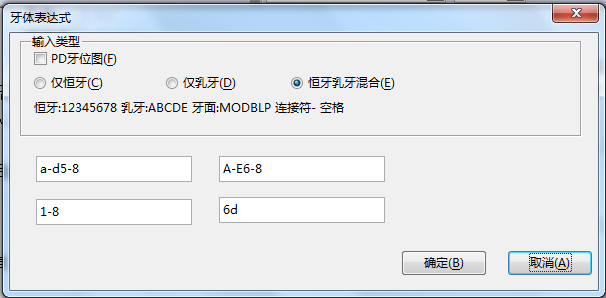 牙体表达式
输入类型
PD牙位图(F)
仅恒牙(C) 仅乳牙(D) 恒牙乳牙混合(E)
恒牙:12345678 乳牙:ABCDE 牙面:MODBLP 连接符- 空格
a-d5-8 A-E6-8
1-8 6d
确定(B) 取消(A)